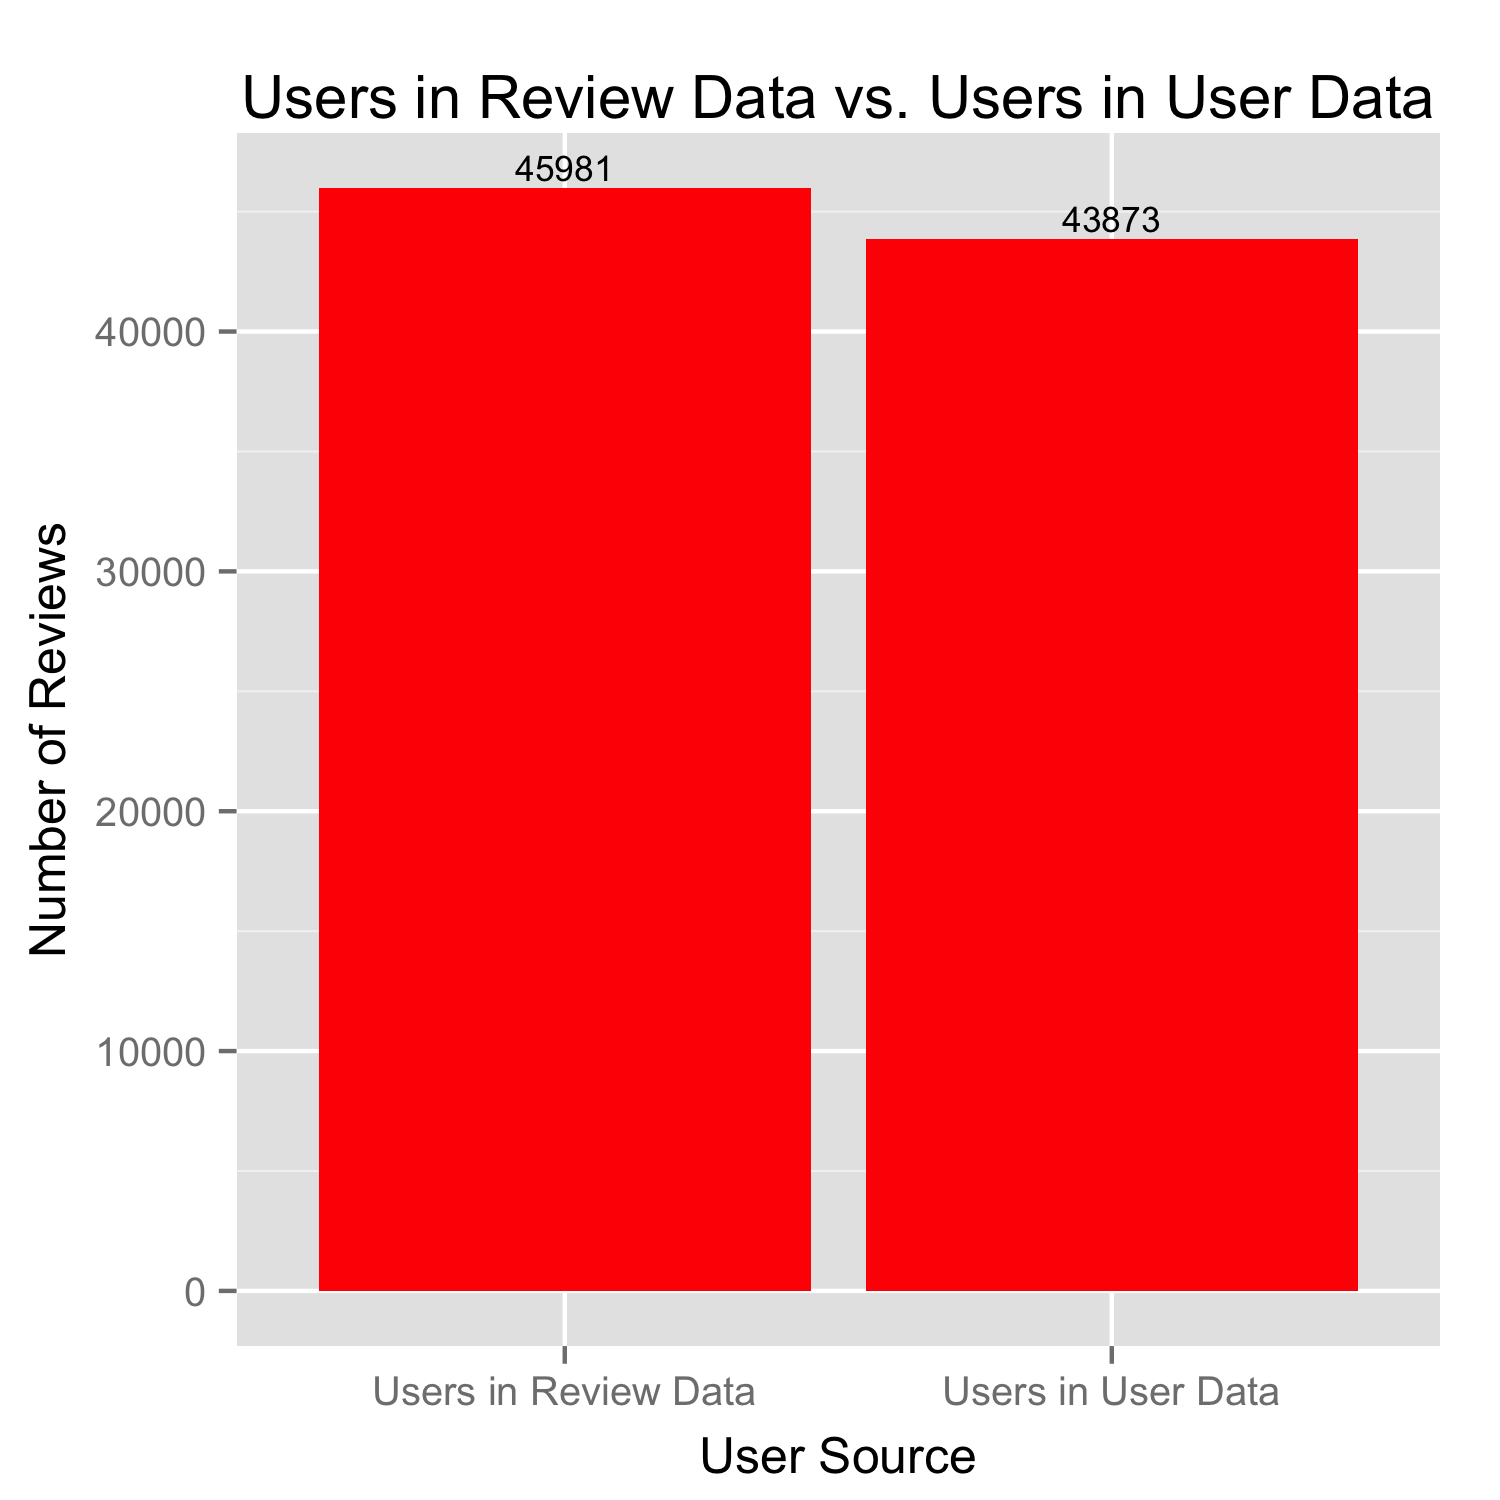 Users in Review Data vs. Users in User Data
45981
43873
40000
30000
20000
10000
0
Number of Reviews
Users in Review Data
Users in User Data
User Source